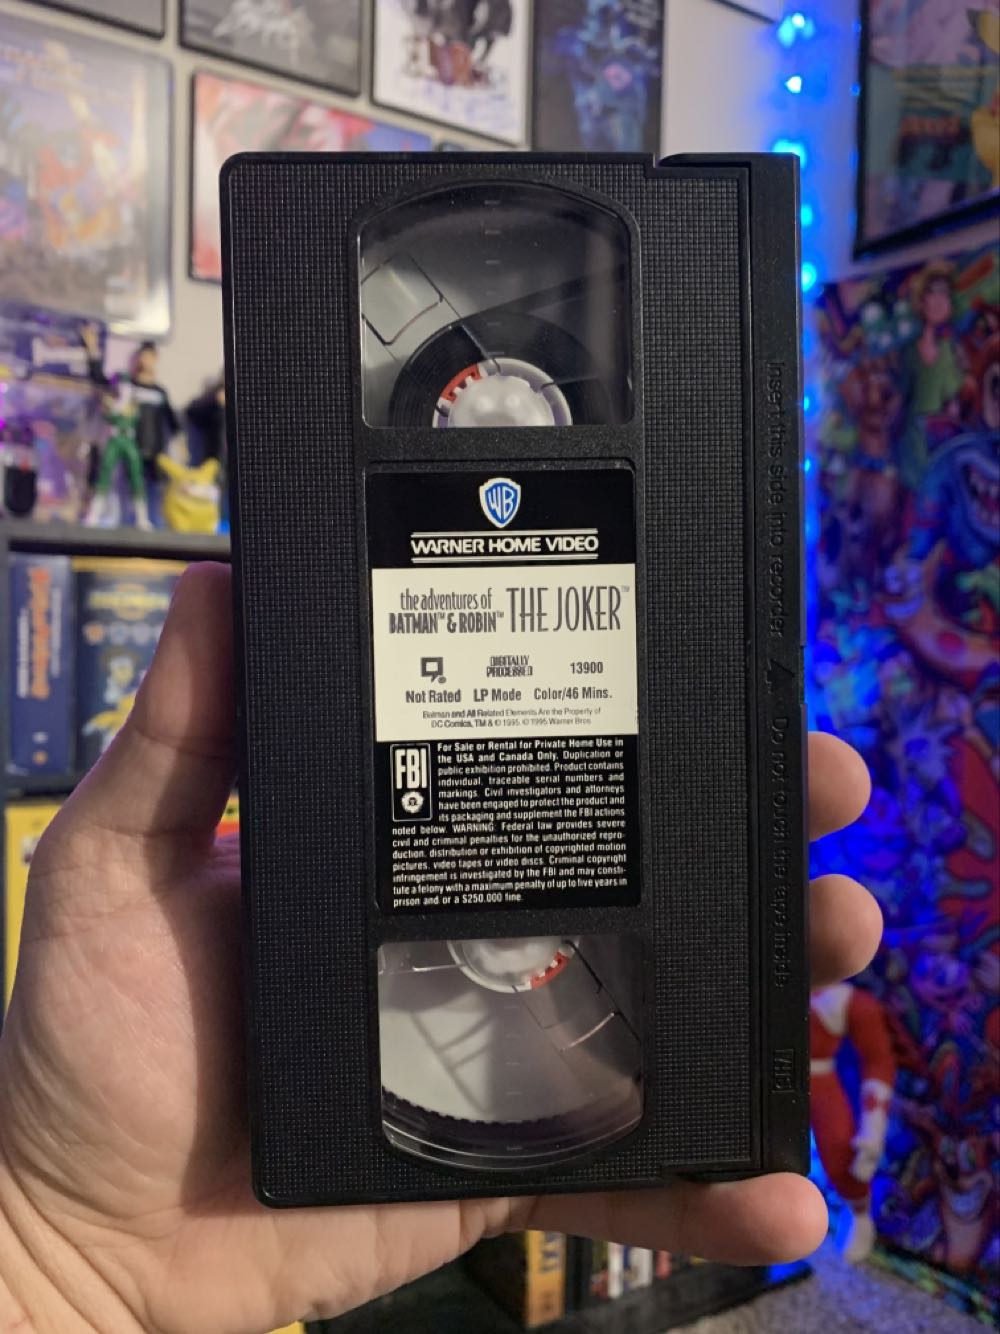 WB
WARNER HOME VIDEO
the adventures of
BATMAN™ & ROBIN™ THE JOKER™
DIGITALLY
PROCESSED
13900
Not Rated LP Mode Color/46 Mins.
Batman and All Related Elements Are the Property of
DC Comics, TM & © 1995. © 1995 Warner Bros.
FBI
For Sale or Rental for Private Home Use in
the USA and Canada Only. Duplication or
public exhibition prohibited. Product contains
individual, traceable serial numbers and
markings. Civil investigators and attorneys
have been engaged to protect the product and
its packaging and supplement the FBI actions
noted below. WARNING: Federal law provides severe
civil and criminal penalties for the unauthorized repro-
duction, distribution or exhibition of copyrighted motion
pictures, video tapes or video discs. Criminal copyright
infringement is investigated by the FBI and may consti-
tute a felony with a maximum penalty of up to five years in
prison and or a $250.000 fine.
Insert this side into recorder
Do not touch the tape inside
VHS